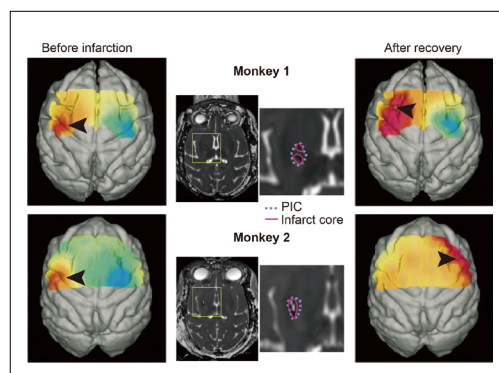 Before infarction
After recovery
Monkey 1
PIC
Infarct core
Monkey 2